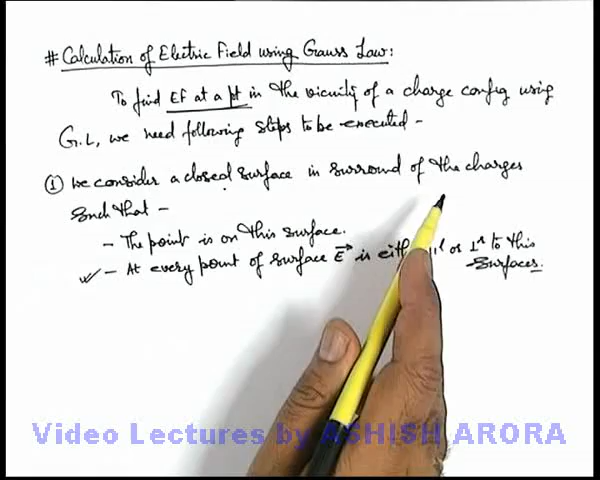 # Calculation of Electric Field using Gauss Law:
To find EF at a pt in the vicinity of a charge config using
G.L, we need following steps to be executed -
① We consider a closed surface in surround of the charges
such that -
- The point is on this surface.
✓ - At every point of surface E⃗ is either ||l or ⊥r to this
surfaces.
Video Lectures by ASHISH ARORA